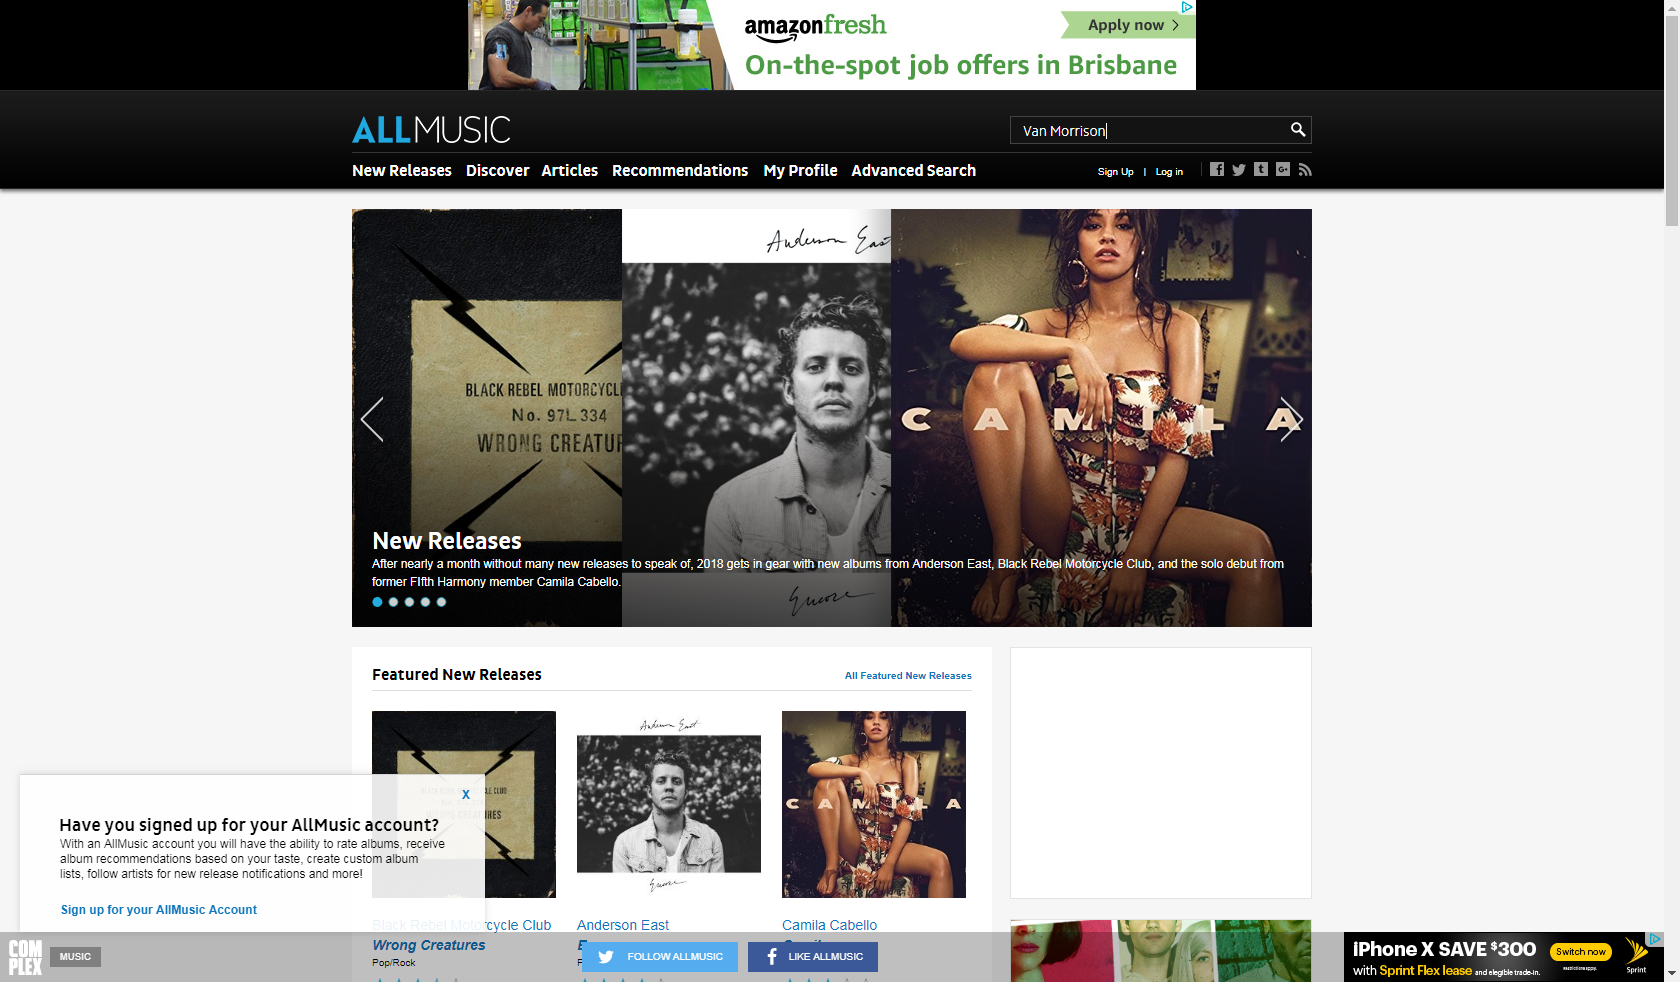 amazonfresh
Apply now >
On-the-spot job offers in Brisbane
ALLMUSIC
Van Morrison
New Releases Discover Articles Recommendations My Profile Advanced Search
Sign Up | Log in
Anderson Eas
BLACK REBEL MOTORCYCL
No. 97L 334
WRONG CREATUR
CAMILA
New Releases
After nearly a month without many new releases to speak of, 2018 gets in gear with new albums from Anderson East, Black Rebel Motorcycle Club, and the solo debut from
former FIfth Harmony member Camila Cabello.
Encore
Featured New Releases
All Featured New Releases
Anderson East
CAMILA
Encore
X
Have you signed up for your AllMusic account?
With an AllMusic account you will have the ability to rate albums, receive
album recommendations based on your taste, create custom album
lists, follow artists for new release notifications and more!
Sign up for your AllMusic Account
Black Rebel Motorcycle Club
Anderson East
Camila Cabello
Wrong Creatures
Pop/Rock
COMPLEX
MUSIC
FOLLOW ALLMUSIC
LIKE ALLMUSIC
iPhone X SAVE $300
with Sprint Flex lease and elegible trade-in.
Switch now
Sprint